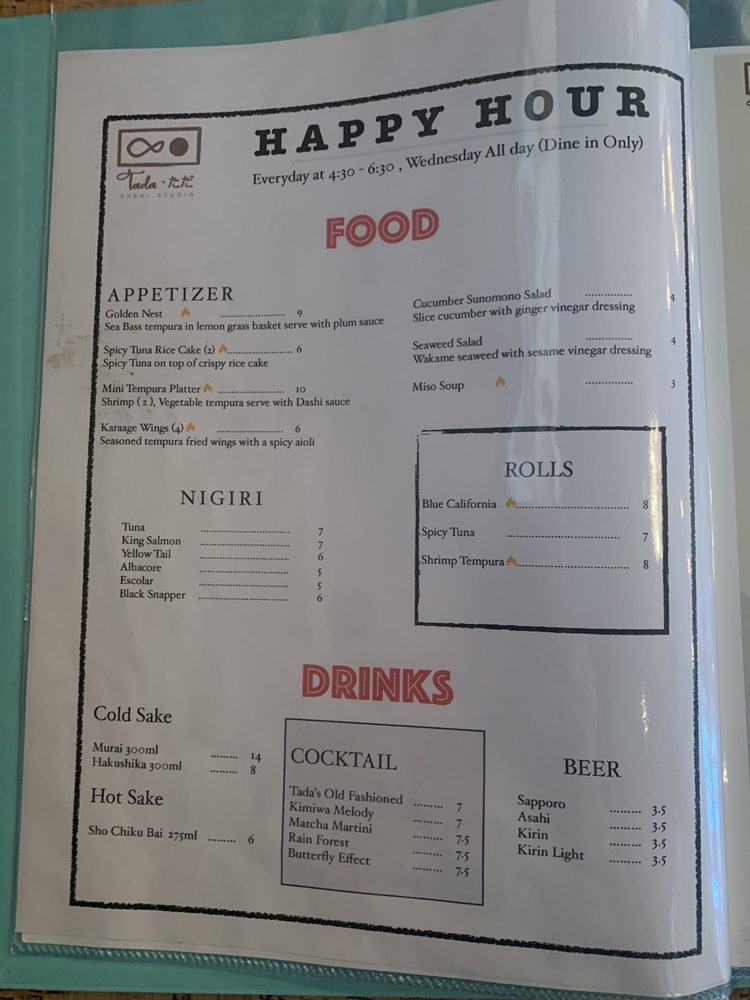 HAPPY HOUR
Tada・ただ
SUSHI STUDIO
Everyday at 4:30 - 6:30 , Wednesday All day (Dine in Only)
FOOD
APPETIZER
Golden Nest ........................ 9
Sea Bass tempura in lemon grass basket serve with plum sauce
Spicy Tuna Rice Cake (2) ........................ 6
Spicy Tuna on top of crispy rice cake
Mini Tempura Platter ........................ 10
Shrimp ( 2 ), Vegetable tempura serve with Dashi sauce
Karaage Wings (4) ........................ 6
Seasoned tempura fried wings with a spicy aioli
Cucumber Sunomono Salad ............... 4
Slice cucumber with ginger vinegar dressing
Seaweed Salad ............... 4
Wakame seaweed with sesame vinegar dressing
Miso Soup ............... 3
NIGIRI
Tuna ............................... 7
King Salmon ............................... 7
Yellow Tail ............................... 6
Albacore ............................... 5
Escolar ............................... 5
Black Snapper ............................... 6
ROLLS
Blue California ....................................... 8
Spicy Tuna ....................................... 7
Shrimp Tempura ....................................... 8
DRINKS
Cold Sake
Murai 300ml ......... 14
Hakushika 300ml ......... 8
Hot Sake
Sho Chiku Bai 275ml ......... 6
COCKTAIL
Tada's Old Fashioned ......... 7
Kimiwa Melody ......... 7
Matcha Martini ......... 7.5
Rain Forest ......... 7.5
Butterfly Effect ......... 7.5
BEER
Sapporo ......... 3.5
Asahi ......... 3.5
Kirin ......... 3.5
Kirin Light ......... 3.5